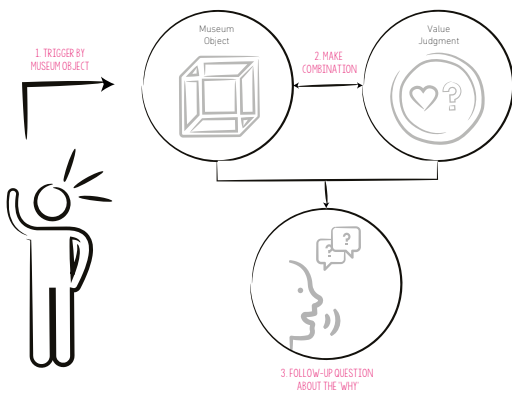 1. TRIGGER BY
MUSEUM OBJECT
Museum
Object
2. MAKE
COMBINATION
Value
Judgment
?
?
?
3. FOLLOW-UP QUESTION
ABOUT THE 'WHY'